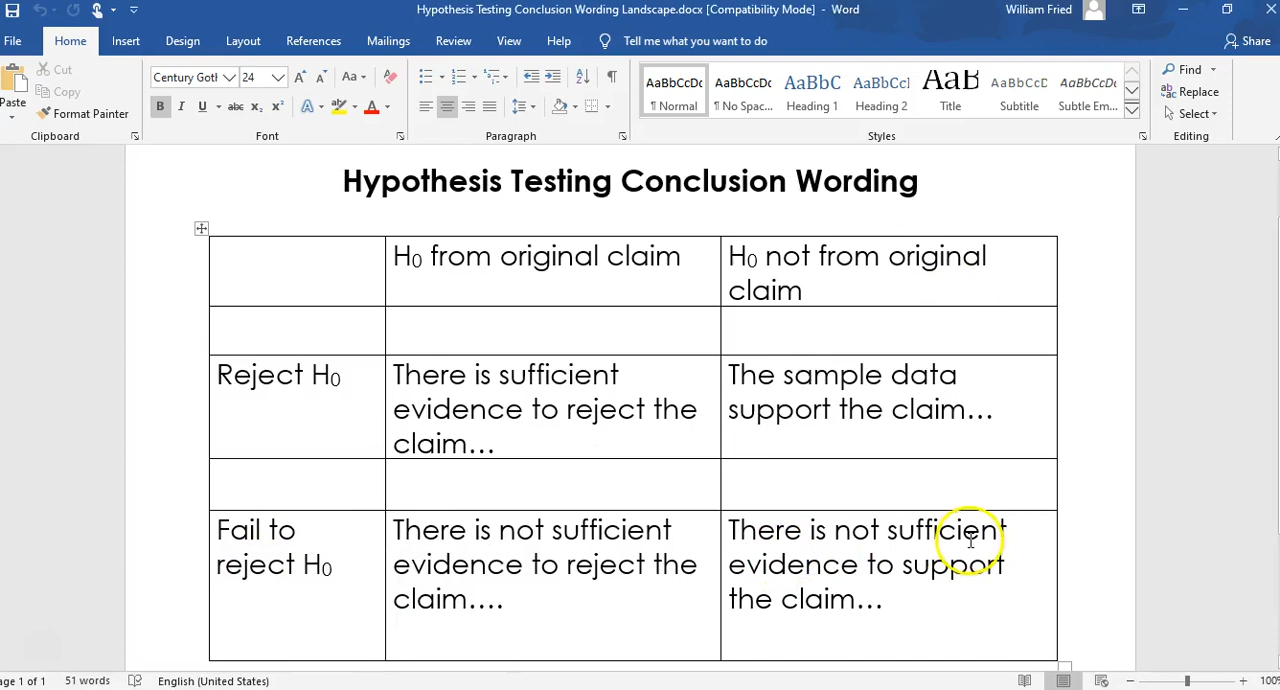 Hypothesis Testing Conclusion Wording Landscape.docx [Compatibility Mode] - Word
William Fried
File Home Insert Design Layout References Mailings Review View Help Tell me what you want to do
Share
Paste
Cut
Copy
Format Painter
Clipboard
Century Gotl 24
Font
Paragraph
AaBbCcDc
¶ Normal
AaBbCcDc
¶ No Spac...
AaBbC
Heading 1
AaBbCcl
Heading 2
AaB
Title
AaBbCcD
Subtitle
AaBbCcDc
Subtle Em...
Styles
Find
Replace
Select
Editing
Hypothesis Testing Conclusion Wording
H₀ from original claim
H₀ not from original
claim
Reject H₀
There is sufficient
evidence to reject the
claim…
The sample data
support the claim…
Fail to
reject H₀
There is not sufficient
evidence to reject the
claim….
There is not sufficient
evidence to support
the claim…
age 1 of 1 51 words English (United States)
100%